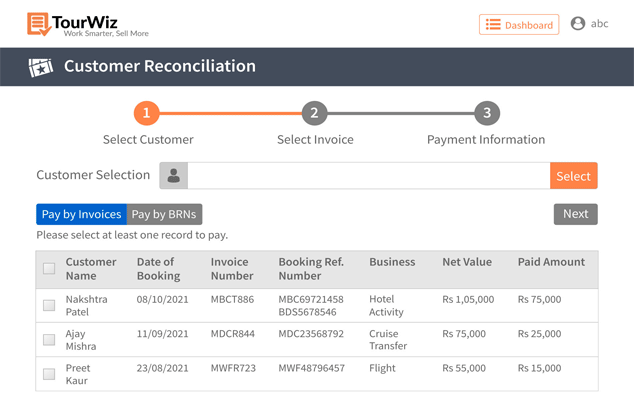 TourWiz
Work Smarter, Sell More
Dashboard
abc
Customer Reconciliation
1 2 3
Select Customer Select Invoice Payment Information
Customer Selection Select
Pay by Invoices Pay by BRNs Next
Please select at least one record to pay.
Customer Date of Invoice Booking Ref. Business Net Value Paid Amount
Name Booking Number Number
Nakshtra 08/10/2021 MBCT886 MBC69721458 Hotel Rs 1,05,000 Rs 75,000
Patel BDS5678546 Activity
Ajay 11/09/2021 MDCR844 MDC23568792 Cruise Rs 75,000 Rs 25,000
Mishra Transfer
Preet 23/08/2021 MWFR723 MWF48796457 Flight Rs 55,000 Rs 15,000
Kaur